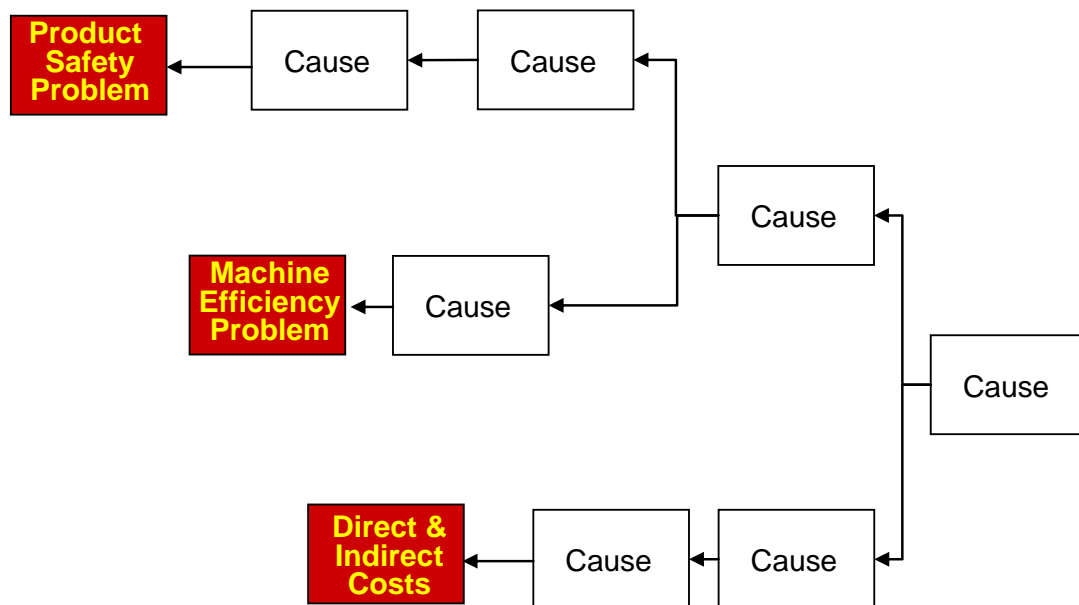 Product
Safety
Problem
Cause
Cause
Cause
Machine
Efficiency
Problem
Cause
Cause
Direct &
Indirect
Costs
Cause
Cause